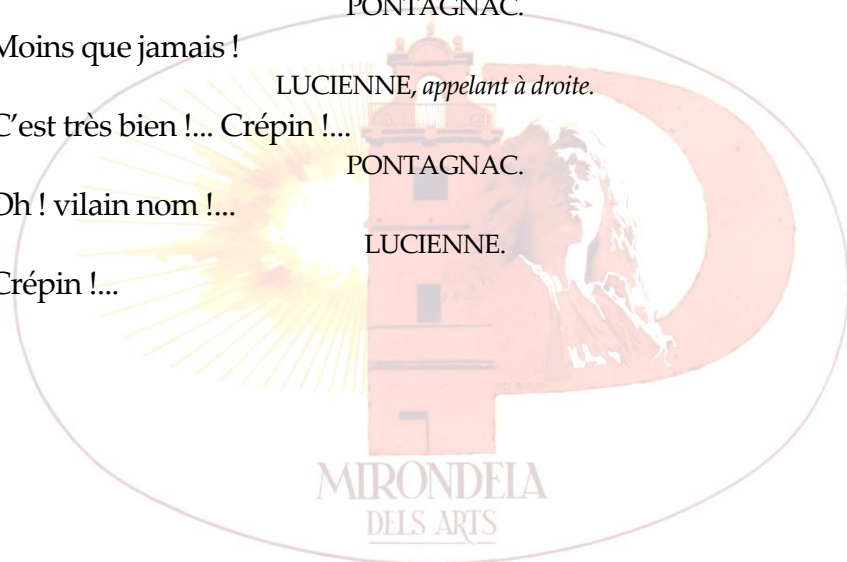 PONTAGNAC.
Moins que jamais !
LUCIENNE, appelant à droite.
C’est très bien !... Crépin !...
PONTAGNAC.
Oh ! vilain nom !...
LUCIENNE.
Crépin !...
MIRONDELA
DELS ARTS